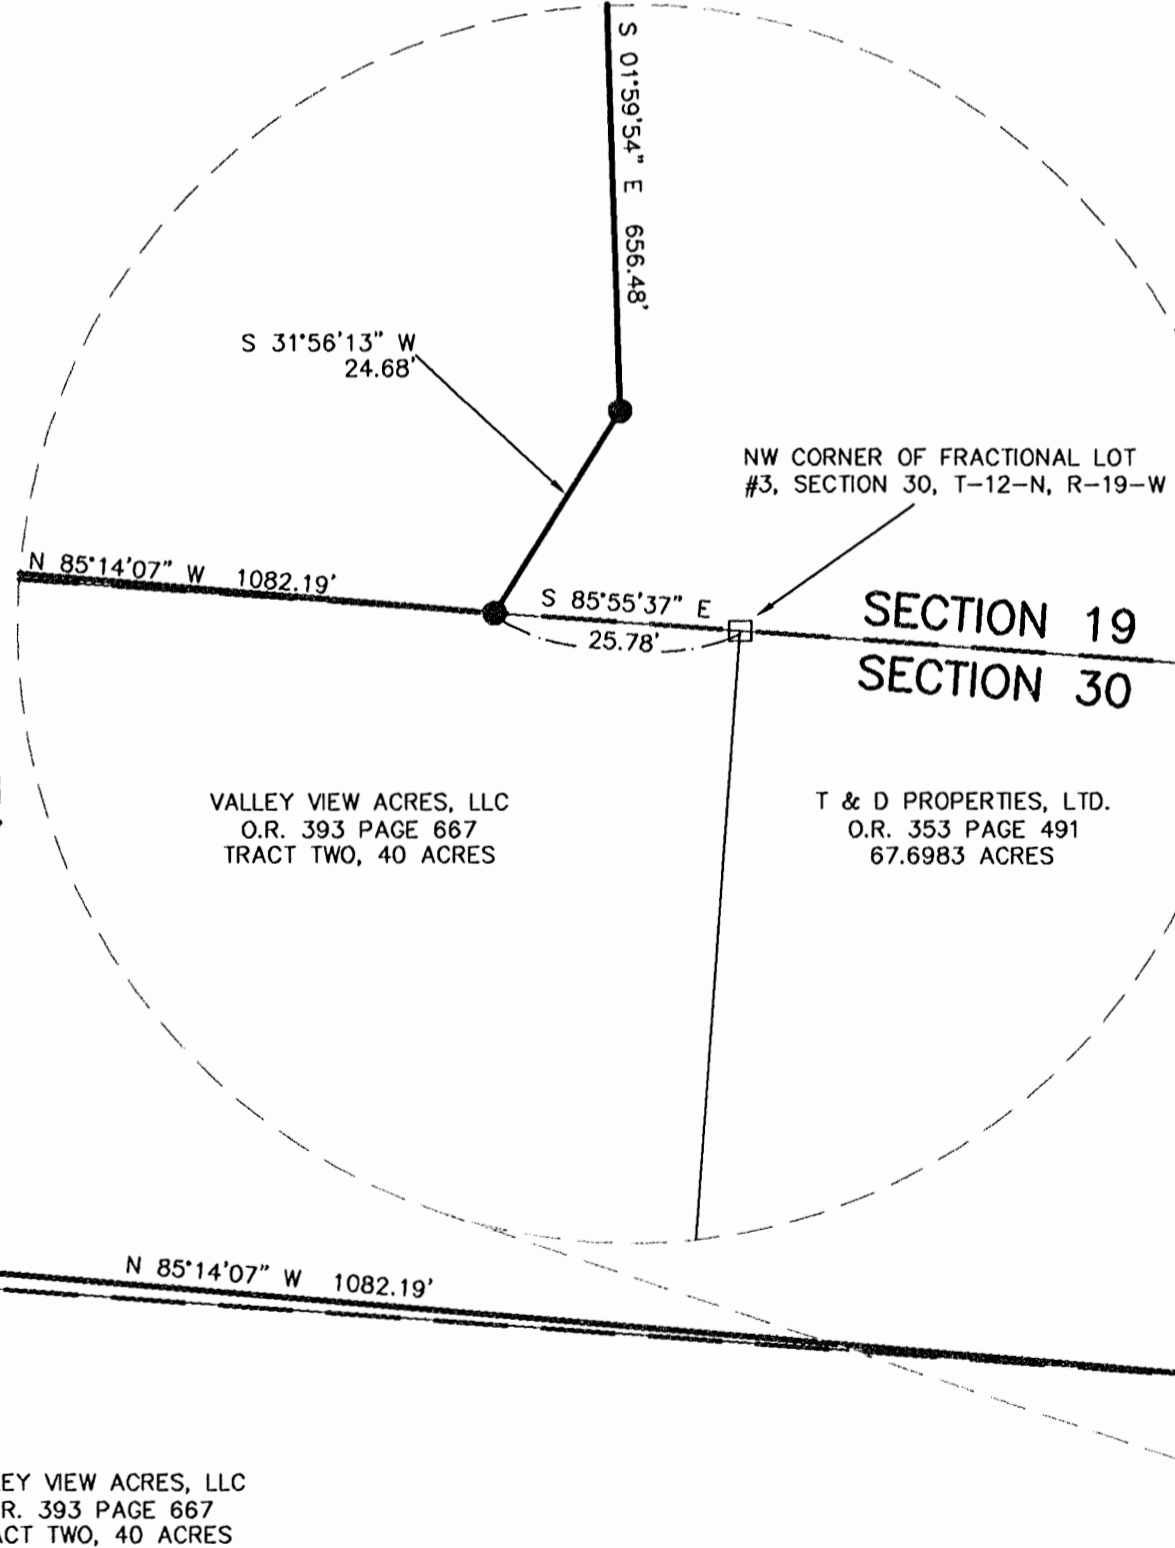 S 01°59'54" E 656.48'
S 31°56'13" W
24.68'
NW CORNER OF FRACTIONAL LOT
#3, SECTION 30, T-12-N, R-19-W
N 85°14'07" W 1082.19'
S 85°55'37" E
25.78'
SECTION 19
SECTION 30
VALLEY VIEW ACRES, LLC
O.R. 393 PAGE 667
TRACT TWO, 40 ACRES
T & D PROPERTIES, LTD.
O.R. 353 PAGE 491
67.6983 ACRES
N 85°14'07" W 1082.19'
EY VIEW ACRES, LLC
R. 393 PAGE 667
ACT TWO, 40 ACRES